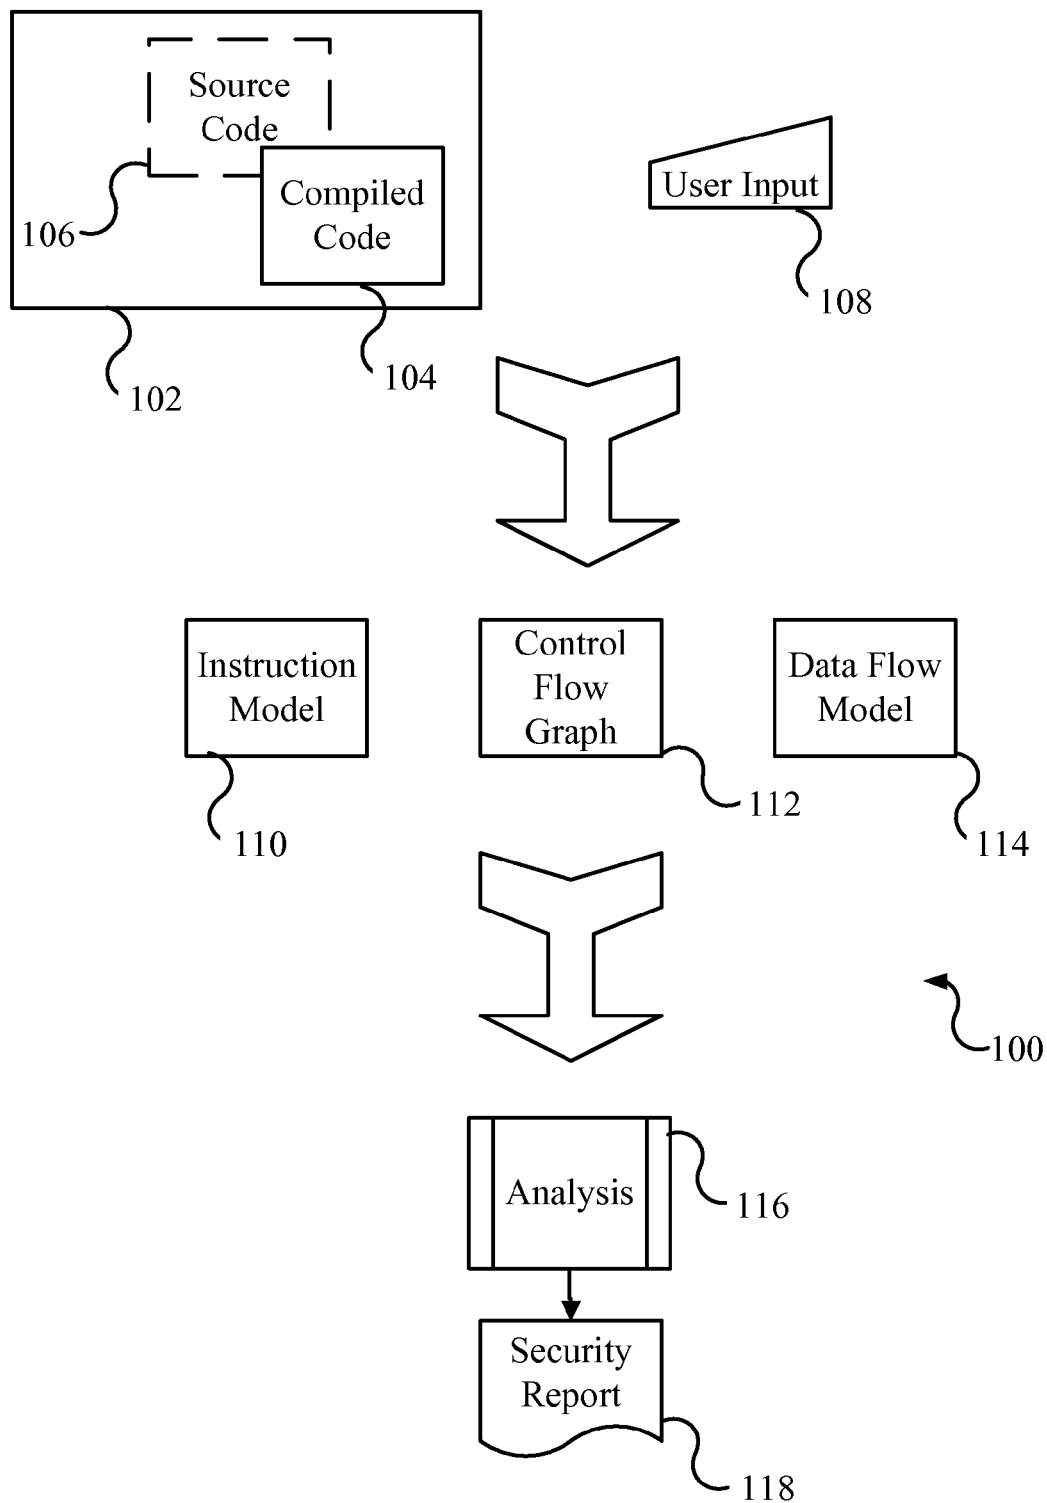 Source
Code
Compiled
Code
106
102
104
User Input
108
Instruction
Model
110
Control
Flow
Graph
112
Data Flow
Model
114
100
Analysis
116
Security
Report
118